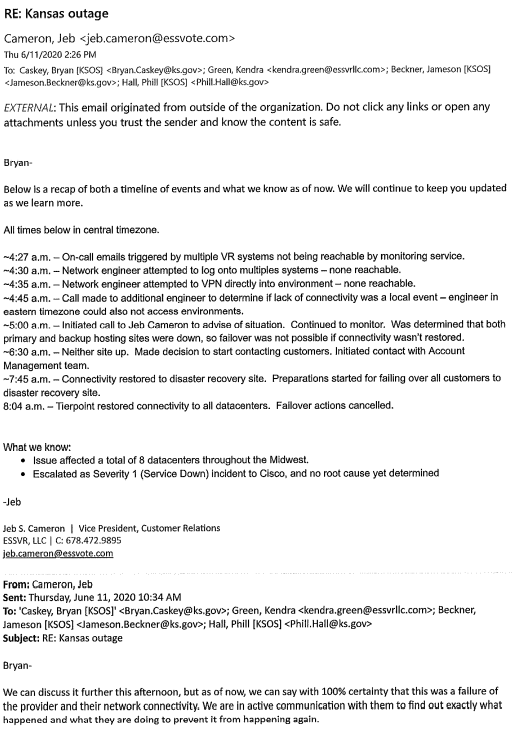 RE: Kansas outage
Cameron, Jeb <jeb.cameron@essvote.com>
Thu 6/11/2020 2:26 PM
To: Caskey, Bryan [KSOS] <Bryan.Caskey@ks.gov>; Green, Kendra <kendra.green@essvrllc.com>; Beckner, Jameson [KSOS]
<Jameson.Beckner@ks.gov>; Hall, Phill [KSOS] <Phill.Hall@ks.gov>
EXTERNAL: This email originated from outside of the organization. Do not click any links or open any
attachments unless you trust the sender and know the content is safe.
Bryan-
Below is a recap of both a timeline of events and what we know as of now. We will continue to keep you updated
as we learn more.
All times below in central timezone.
~4:27 a.m. – On-call emails triggered by multiple VR systems not being reachable by monitoring service.
~4:30 a.m. – Network engineer attempted to log onto multiples systems – none reachable.
~4:35 a.m. – Network engineer attempted to VPN directly into environment – none reachable.
~4:45 a.m. – Call made to additional engineer to determine if lack of connectivity was a local event – engineer in
eastern timezone could also not access environments.
~5:00 a.m. – Initiated call to Jeb Cameron to advise of situation. Continued to monitor. Was determined that both
primary and backup hosting sites were down, so failover was not possible if connectivity wasn't restored.
~6:30 a.m. – Neither site up. Made decision to start contacting customers. Initiated contact with Account
Management team.
~7:45 a.m. – Connectivity restored to disaster recovery site. Preparations started for failing over all customers to
disaster recovery site.
8:04 a.m. – Tierpoint restored connectivity to all datacenters. Failover actions cancelled.
What we know:
• Issue affected a total of 8 datacenters throughout the Midwest.
• Escalated as Severity 1 (Service Down) incident to Cisco, and no root cause yet determined
-Jeb
Jeb S. Cameron | Vice President, Customer Relations
ESSVR, LLC | C: 678.472.9895
jeb.cameron@essvote.com
From: Cameron, Jeb
Sent: Thursday, June 11, 2020 10:34 AM
To: 'Caskey, Bryan [KSOS]' <Bryan.Caskey@ks.gov>; Green, Kendra <kendra.green@essvrllc.com>; Beckner,
Jameson [KSOS] <Jameson.Beckner@ks.gov>; Hall, Phill [KSOS] <Phill.Hall@ks.gov>
Subject: RE: Kansas outage
Bryan-
We can discuss it further this afternoon, but as of now, we can say with 100% certainty that this was a failure of
the provider and their network connectivity. We are in active communication with them to find out exactly what
happened and what they are doing to prevent it from happening again.